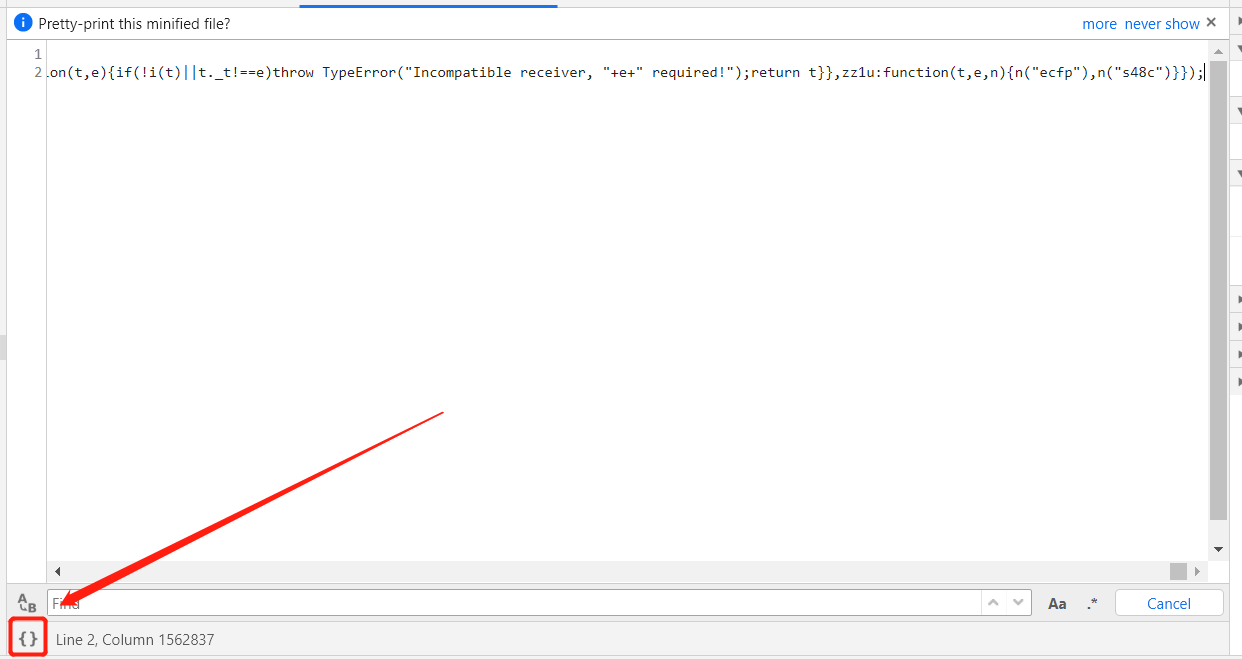 Pretty-print this minified file? more never show
1
2 .on(t,e){if(!i(t)||t._t!==e)throw TypeError("Incompatible receiver, "+e+" required!");return t}},zz1u:function(t,e,n){n("ecfp"),n("s48c")}});
Find Aa .* Cancel
{} Line 2, Column 1562837